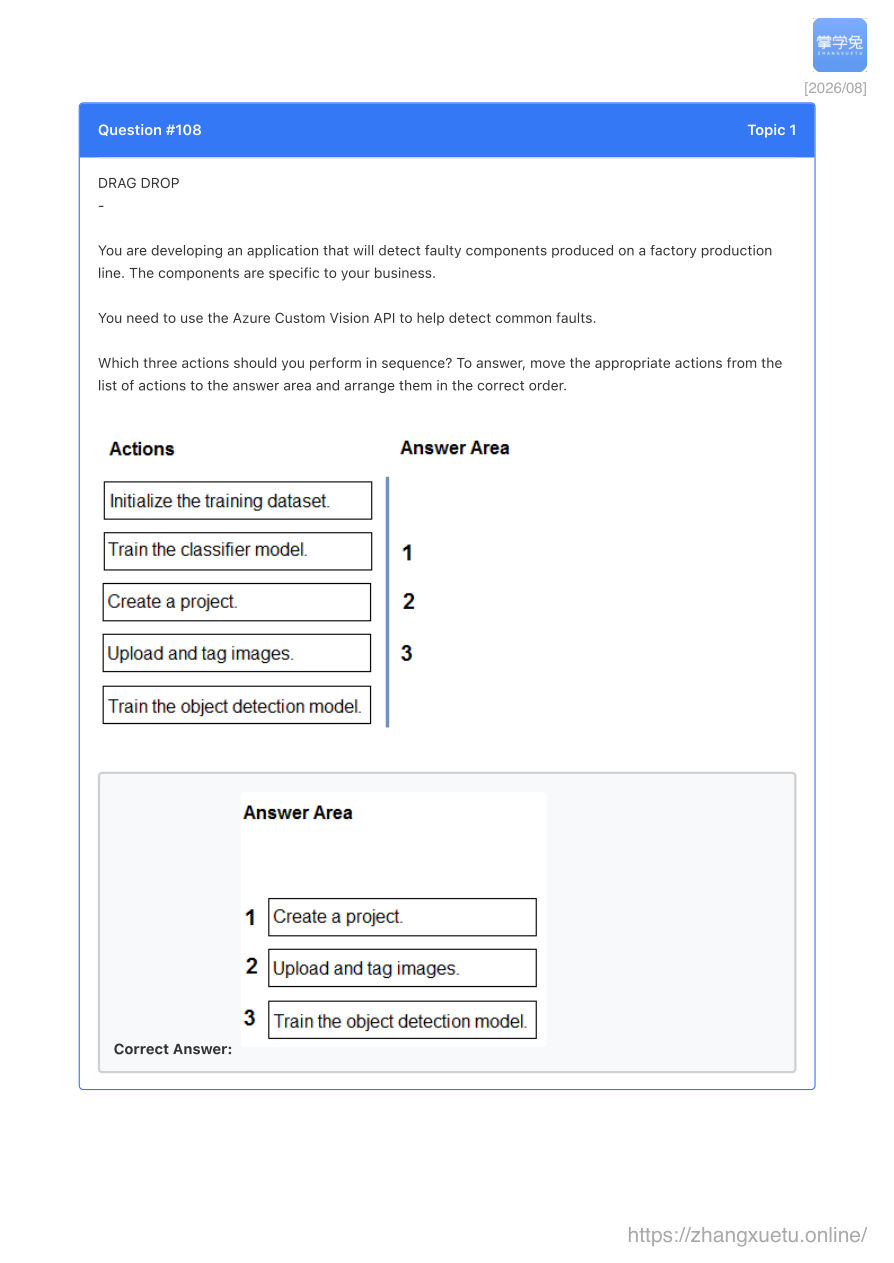 掌学兔
ZHANGXUETU
[2026/08]
Question #108
Topic 1
DRAG DROP
-
You are developing an application that will detect faulty components produced on a factory production
line. The components are specific to your business.
You need to use the Azure Custom Vision API to help detect common faults.
Which three actions should you perform in sequence? To answer, move the appropriate actions from the
list of actions to the answer area and arrange them in the correct order.
Actions
Answer Area
Initialize the training dataset.
Train the classifier model.
1
Create a project.
2
Upload and tag images.
3
Train the object detection model.
Answer Area
1 Create a project.
2 Upload and tag images.
3 Train the object detection model.
Correct Answer:
https://zhangxuetu.online/